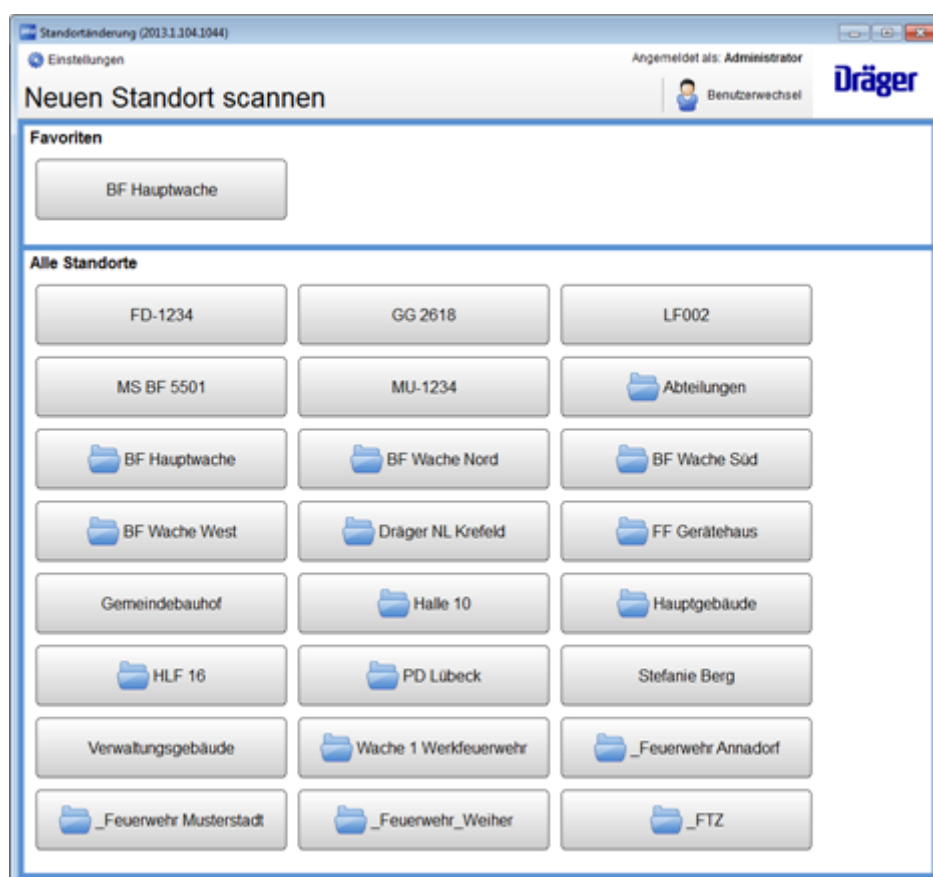 Standortänderung (2013.1.104.1044)
Einstellungen
Angemeldet als: Administrator
Dräger
Neuen Standort scannen
Benutzerwechsel
Favoriten
BF Hauptwache
Alle Standorte
FD-1234
GG 2618
LF002
MS BF 5501
MU-1234
Abteilungen
BF Hauptwache
BF Wache Nord
BF Wache Süd
BF Wache West
Dräger NL Krefeld
FF Gerätehaus
Gemeindebauhof
Halle 10
Hauptgebäude
HLF 16
PD Lübeck
Stefanie Berg
Verwaltungsgebäude
Wache 1 Werkfeuerwehr
_Feuerwehr Annadorf
_Feuerwehr Musterstadt
_Feuerwehr_Weiher
_FTZ